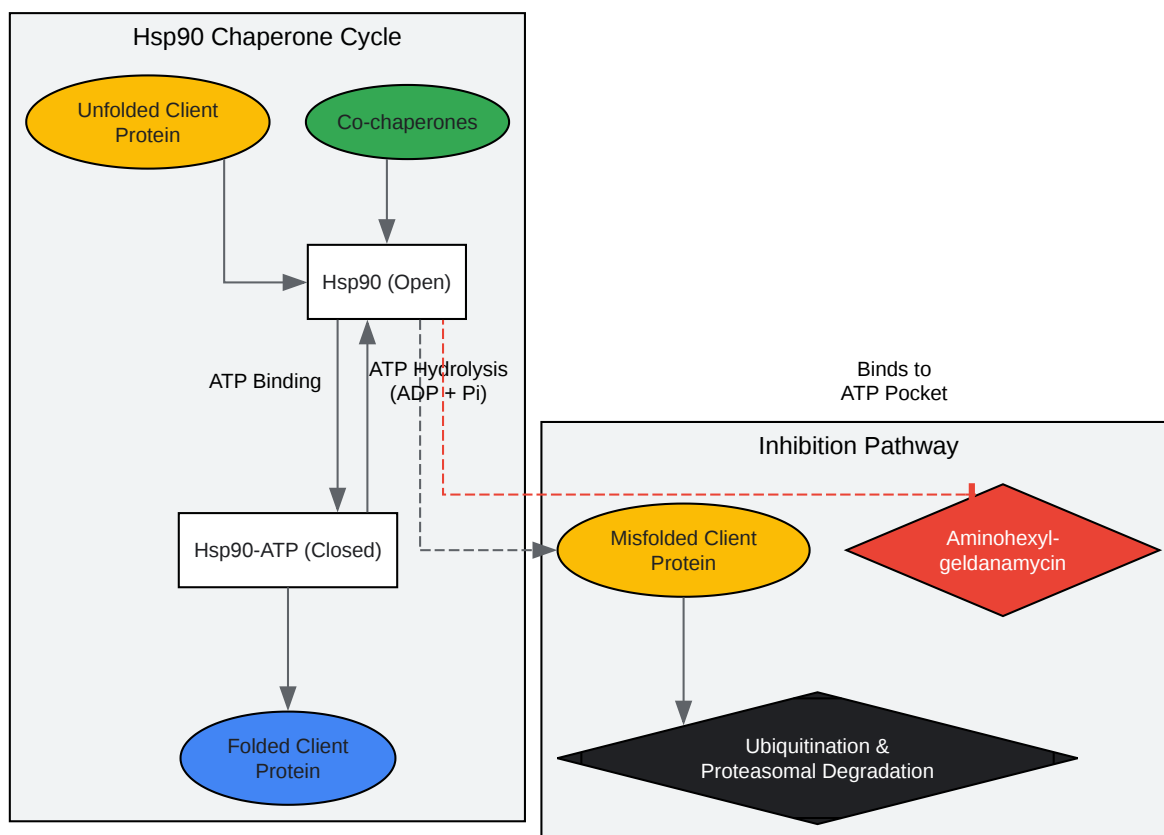 Hsp90 Chaperone Cycle
Unfolded Client
Protein
Co-chaperones
Hsp90 (Open)
ATP Binding
ATP Hydrolysis
(ADP + Pi)
Hsp90-ATP (Closed)
Folded Client
Protein
Binds to
ATP Pocket
Inhibition Pathway
Misfolded Client
Protein
Aminohexyl-
geldanamycin
Ubiquitination &
Proteasomal Degradation